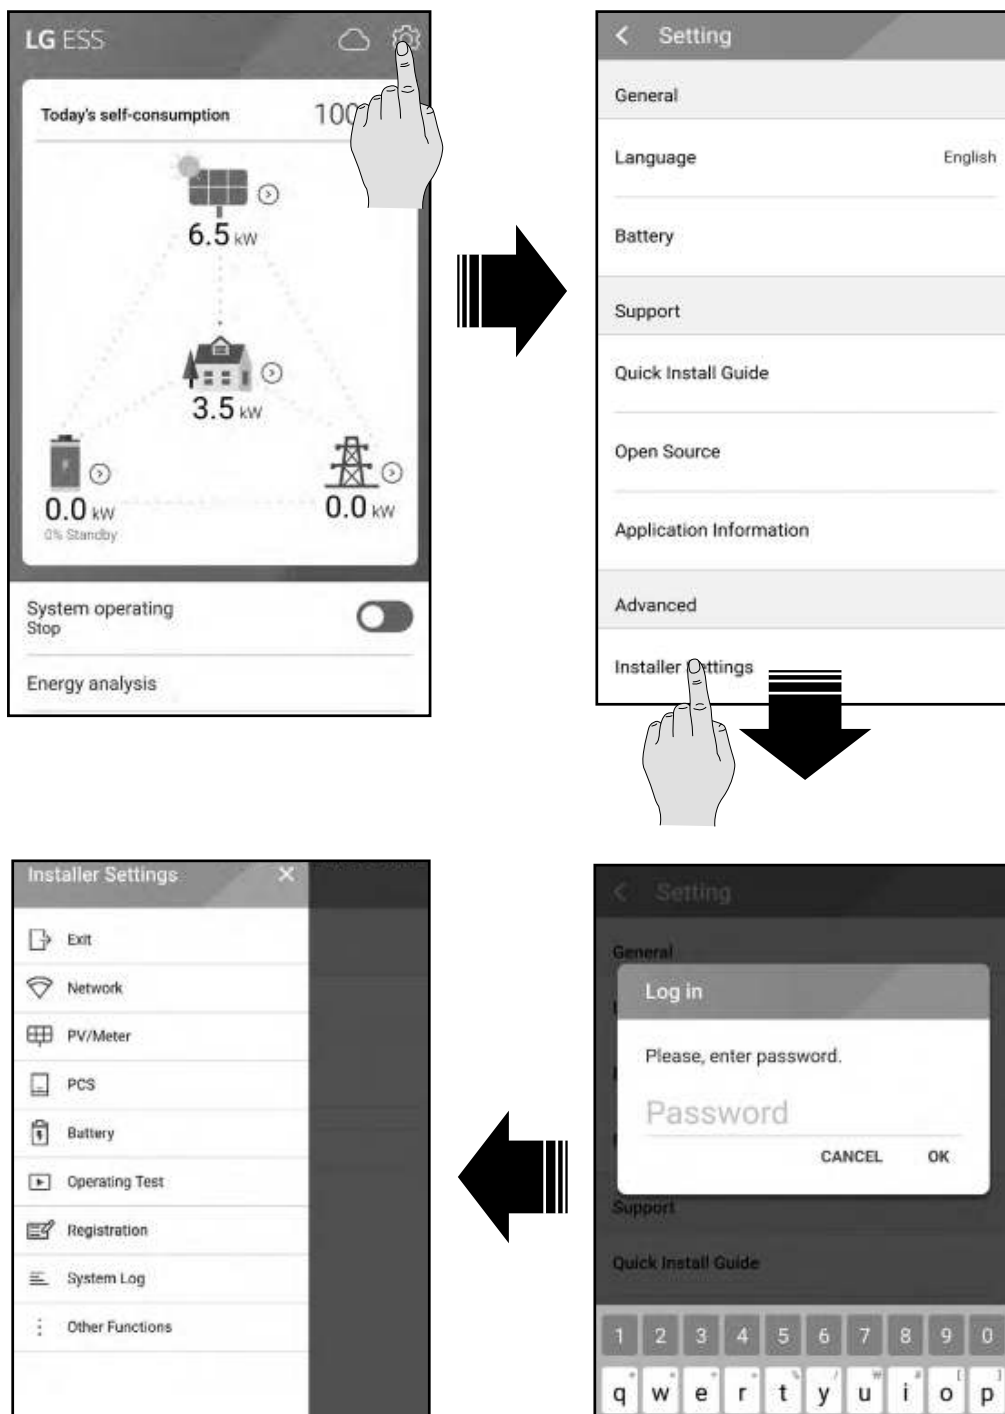 LG ESS
Today's self-consumption 100
6.5 kW
3.5 kW
0.0 kW
0% Standby
0.0 kW
System operating
Stop
Energy analysis
Setting
General
Language English
Battery
Support
Quick Install Guide
Open Source
Application Information
Advanced
Installer Settings
Setting
General
Log in
Please, enter password.
Password
CANCEL OK
Support
Quick Install Guide
1 2 3 4 5 6 7 8 9 0
q w e r t y u i o p
Installer Settings
Exit
Network
PV/Meter
PCS
Battery
Operating Test
Registration
System Log
Other Functions